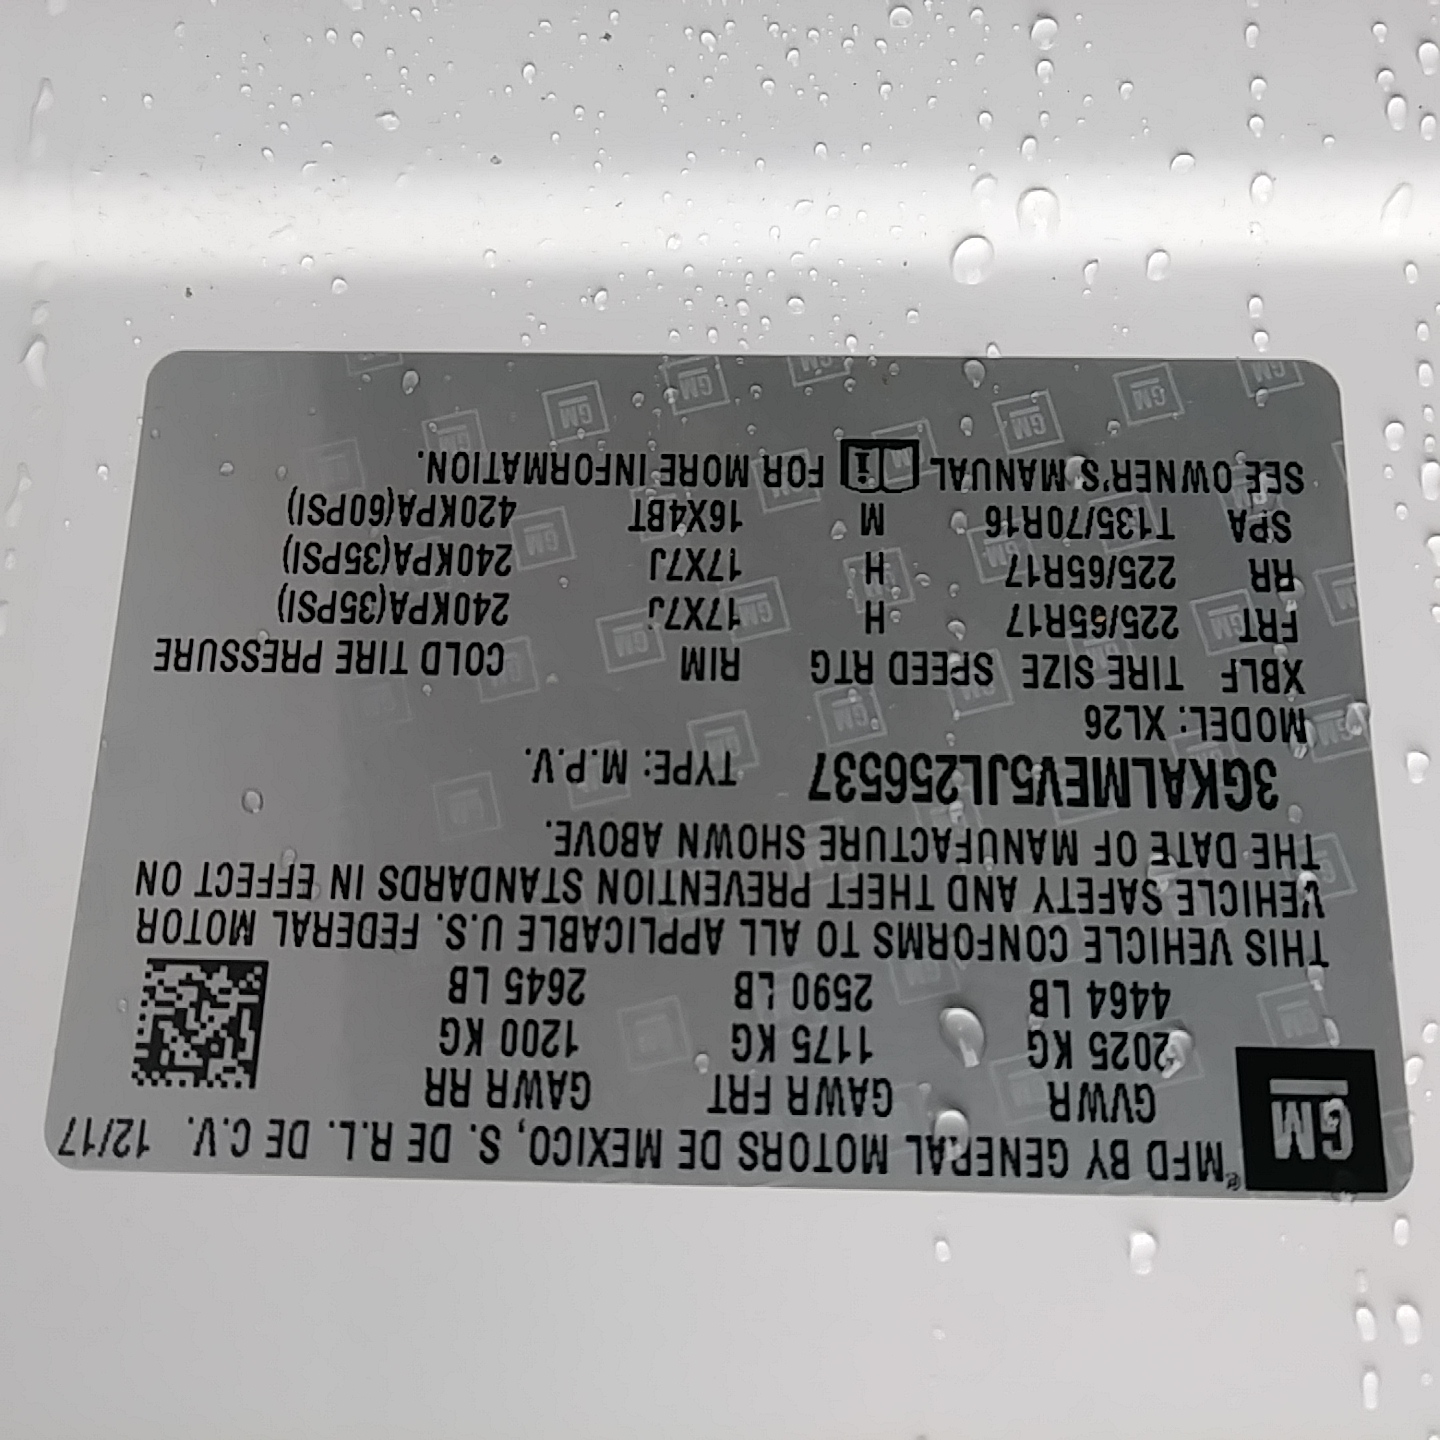 GM
MFD BY GENERAL MOTORS DE MEXICO, S. DE R.L. DE C.V. 12/17
GVWR GAWR FRT GAWR RR
2025 KG 1175 KG 1200 KG
4464 LB 2590 LB 2645 LB
THIS VEHICLE CONFORMS TO ALL APPLICABLE U.S. FEDERAL MOTOR
VEHICLE SAFETY AND THEFT PREVENTION STANDARDS IN EFFECT ON
THE DATE OF MANUFACTURE SHOWN ABOVE.
3GKALMEV5JL256537 TYPE: M.P.V.
MODEL: XL26
XBLF TIRE SIZE SPEED RTG RIM COLD TIRE PRESSURE
FRT 225/65R17 H 17X7J 240KPA(35PSI)
RR 225/65R17 H 17X7J 240KPA(35PSI)
SPA T135/70R16 M 16X4BT 420KPA(60PSI)
SEE OWNER'S MANUAL FOR MORE INFORMATION.